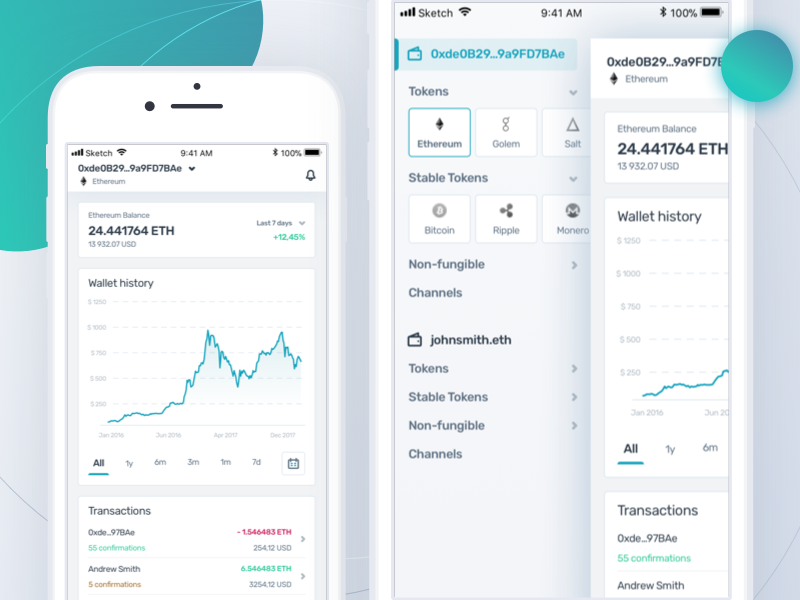 Sketch 9:41 AM 100%
0xde0B29...9a9FD7BAe
Ethereum
Ethereum Balance
24.441764 ETH
13 932.07 USD
Last 7 days
+12,45%
Wallet history
$ 1250
$ 1000
$ 750
$ 500
$ 250
Jan 2016 Jun 2016 Apr 2017 Dec 2017
All 1y 6m 3m 1m 7d
Transactions
0xde...97BAe - 1.546483 ETH
55 confirmations 254,12 USD
Andrew Smith 6.546483 ETH
5 confirmations 3254,12 USD
Sketch 9:41 AM 100%
0xde0B29...9a9FD7BAe
Tokens
Ethereum Golem Salt
Stable Tokens
Bitcoin Ripple Monero
Non-fungible
Channels
johnsmith.eth
Tokens
Stable Tokens
Non-fungible
Channels
0xde0B29...9a9FD7B
Ethereum
Ethereum Balance
24.441764 ETH
13 932.07 USD
Wallet history
$ 1250
$ 1000
$ 750
$ 500
$ 250
Jan 2016 Jun 20
All 1y 6m
Transactions
0xde...97BAe
55 confirmations
Andrew Smith